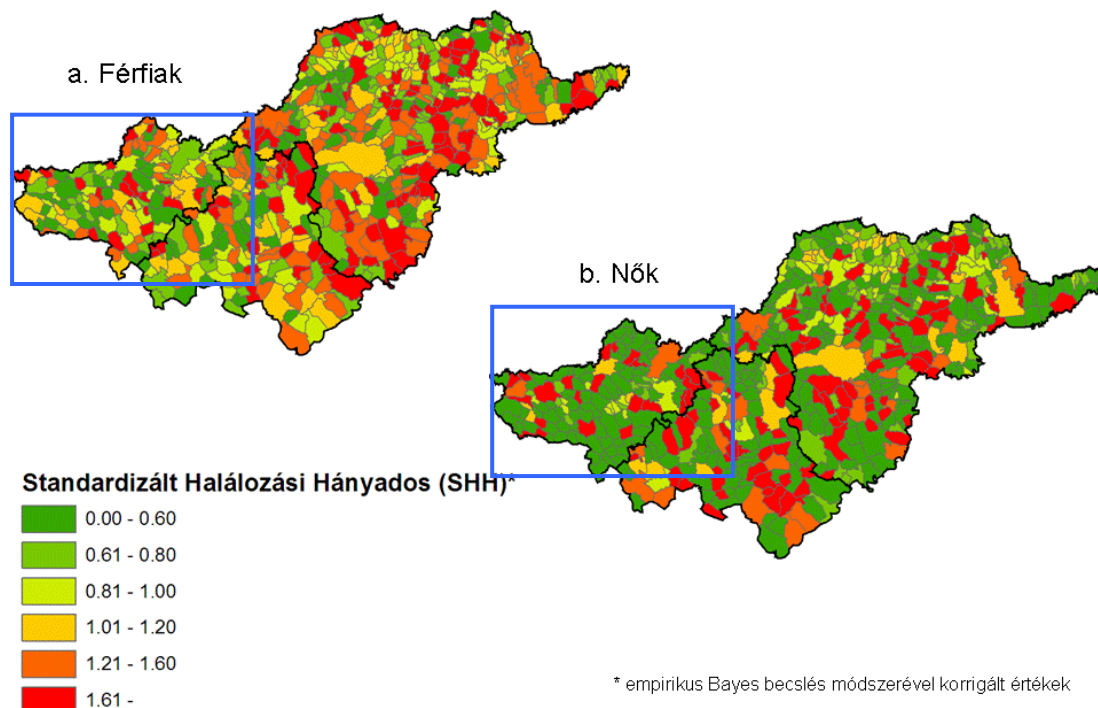 a. Férfiak
b. Nők
Standardizált Halálozási Hányados (SHH)*
0.00 - 0.60
0.61 - 0.80
0.81 - 1.00
1.01 - 1.20
1.21 - 1.60
1.61 -
* empirikus Bayes becslés módszerével korrigált értékek